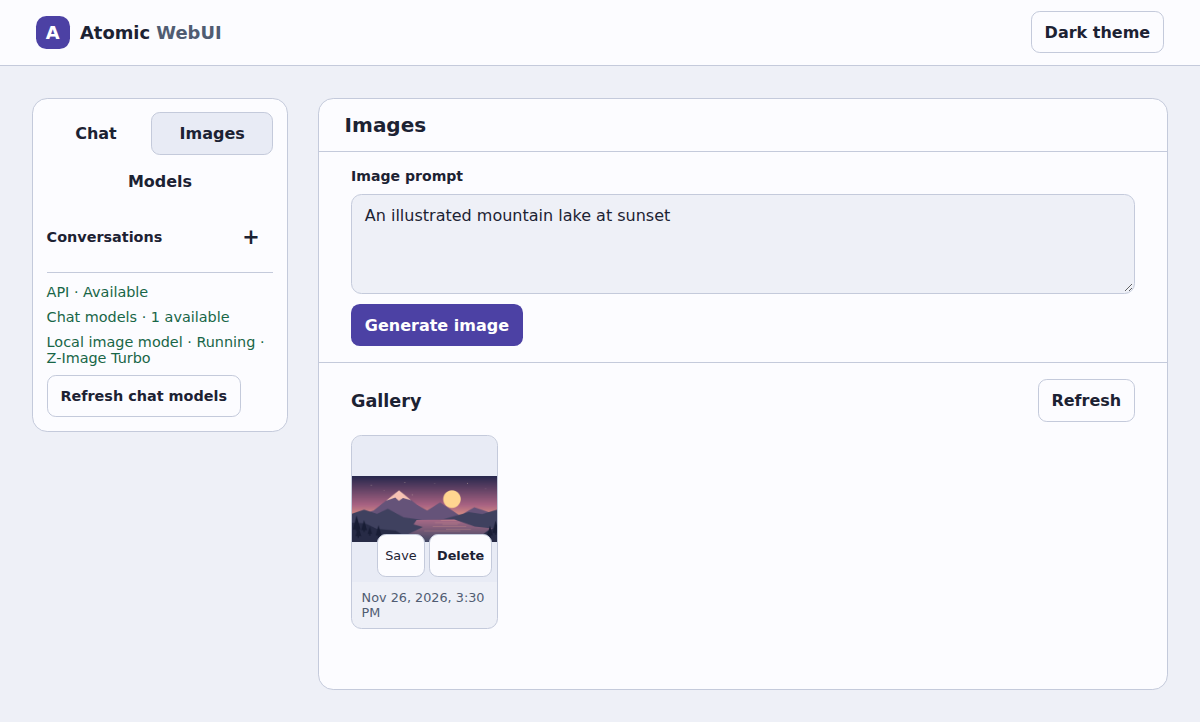 A Atomic WebUI
Dark theme
Chat
Images
Models
Conversations +
API · Available
Chat models · 1 available
Local image model · Running ·
Z-Image Turbo
Refresh chat models
Images
Image prompt
An illustrated mountain lake at sunset
Generate image
Gallery
Refresh
Save
Delete
Nov 26, 2026, 3:30
PM